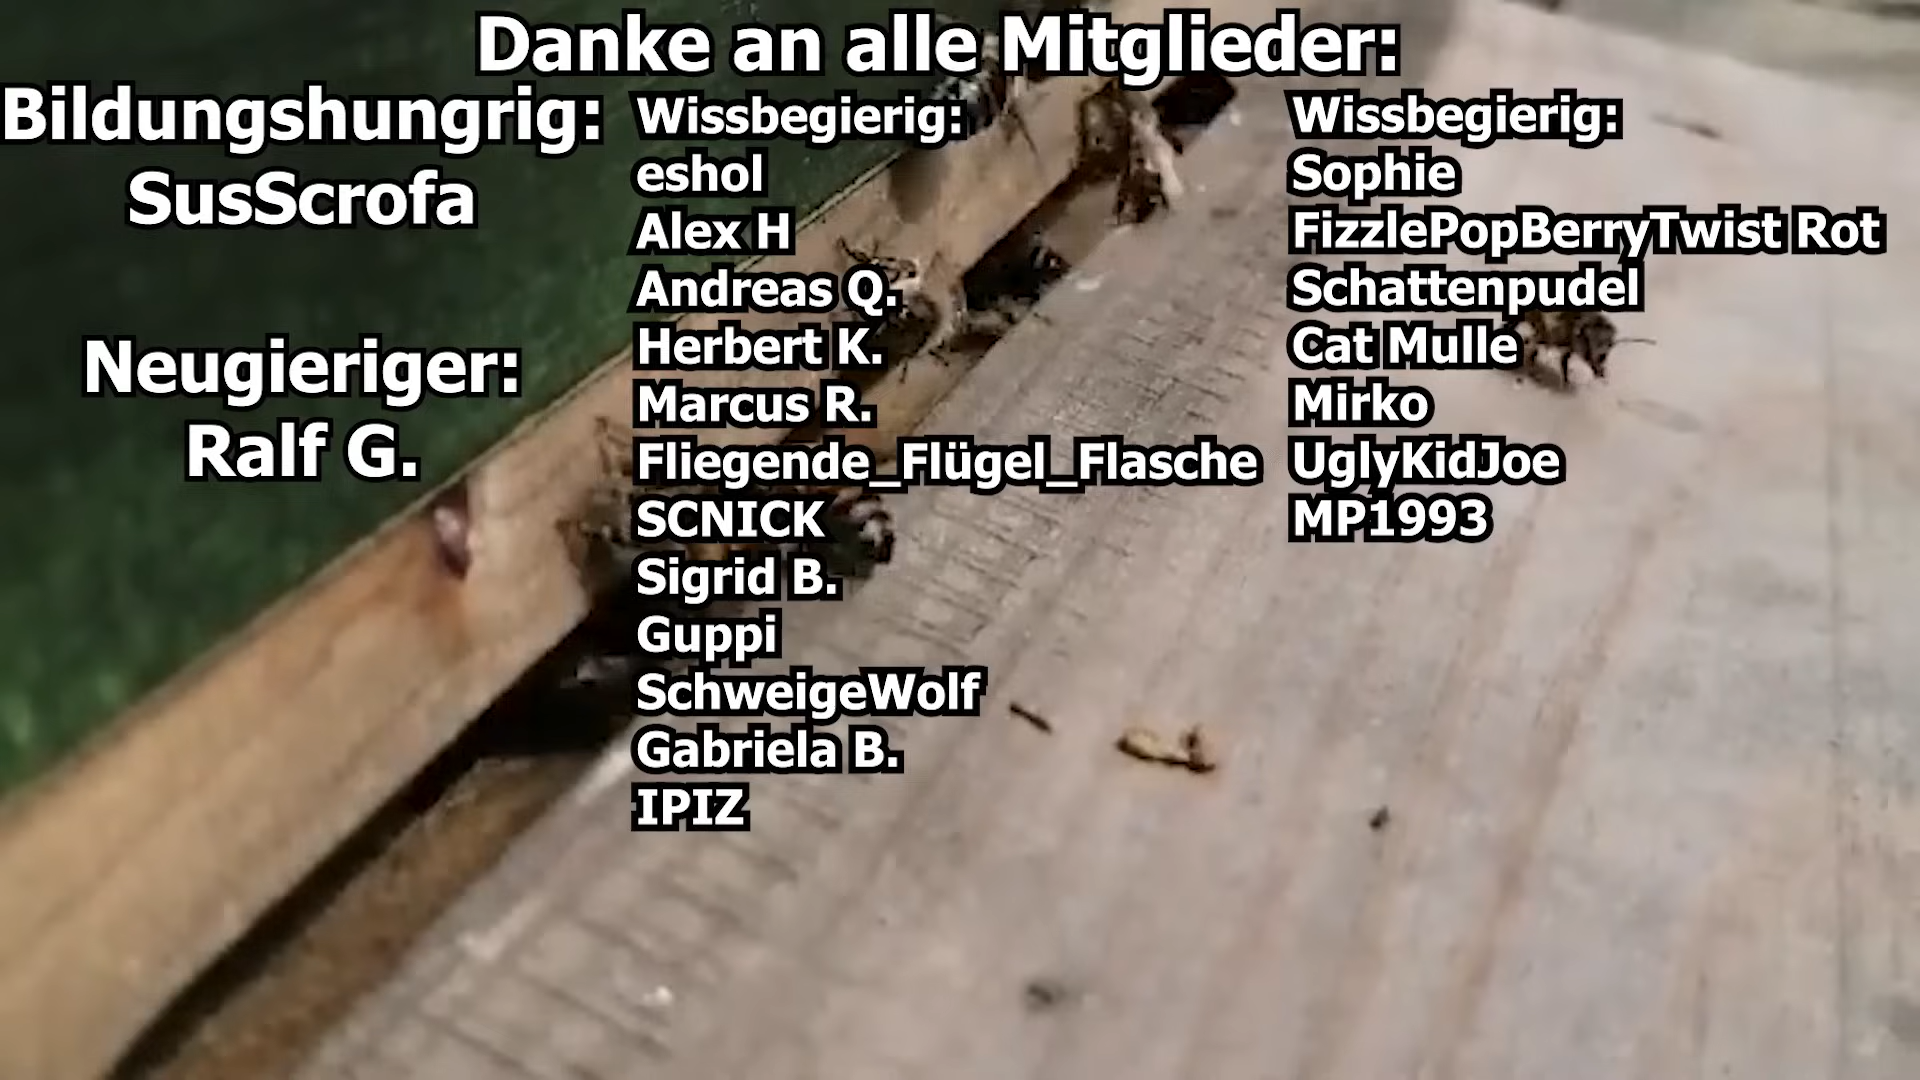 Danke an alle Mitglieder:
Bildungshungrig:
SusScrofa
Neugieriger:
Ralf G.
Wissbegierig:
eshol
Alex H
Andreas Q.
Herbert K.
Marcus R.
Fliegende_Flügel_Flasche
SCNICK
Sigrid B.
Guppi
SchweigeWolf
Gabriela B.
IPIZ
Wissbegierig:
Sophie
FizzlePopBerryTwist Rot
Schattenpudel
Cat Mulle
Mirko
UglyKidJoe
MP1993